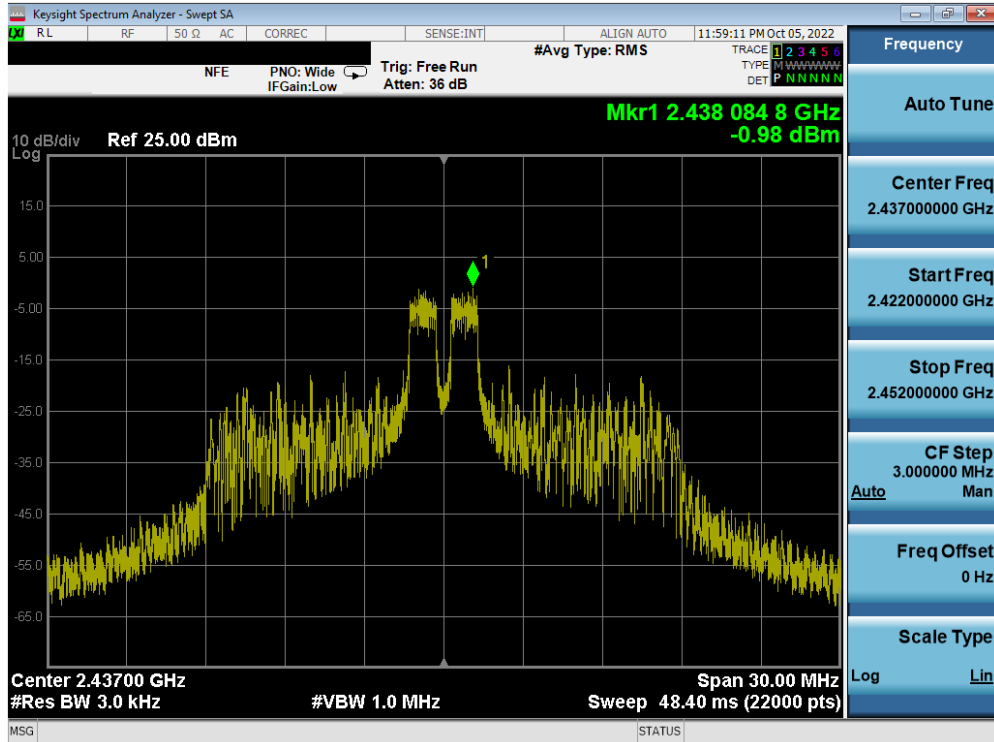 Keysight Spectrum Analyzer - Swept SA
LXI RL RF 50 Ω AC CORREC SENSE:INT ALIGN AUTO 11:59:11 PM Oct 05, 2022
NFE PNO: Wide Trig: Free Run #Avg Type: RMS TRACE 1 2 3 4 5 6
IFGain:Low Atten: 36 dB TYPE M WWWWW
DET P N N N N N
Mkr1 2.438 084 8 GHz
-0.98 dBm
10 dB/div Ref 25.00 dBm
Log
15.0
5.00
1
-5.00
-15.0
-25.0
-35.0
-45.0
-55.0
-65.0
Center 2.43700 GHz Span 30.00 MHz
#Res BW 3.0 kHz #VBW 1.0 MHz Sweep 48.40 ms (22000 pts)
MSG STATUS
Frequency
Auto Tune
Center Freq
2.437000000 GHz
Start Freq
2.422000000 GHz
Stop Freq
2.452000000 GHz
CF Step
3.000000 MHz
Auto Man
Freq Offset
0 Hz
Scale Type
Log Lin